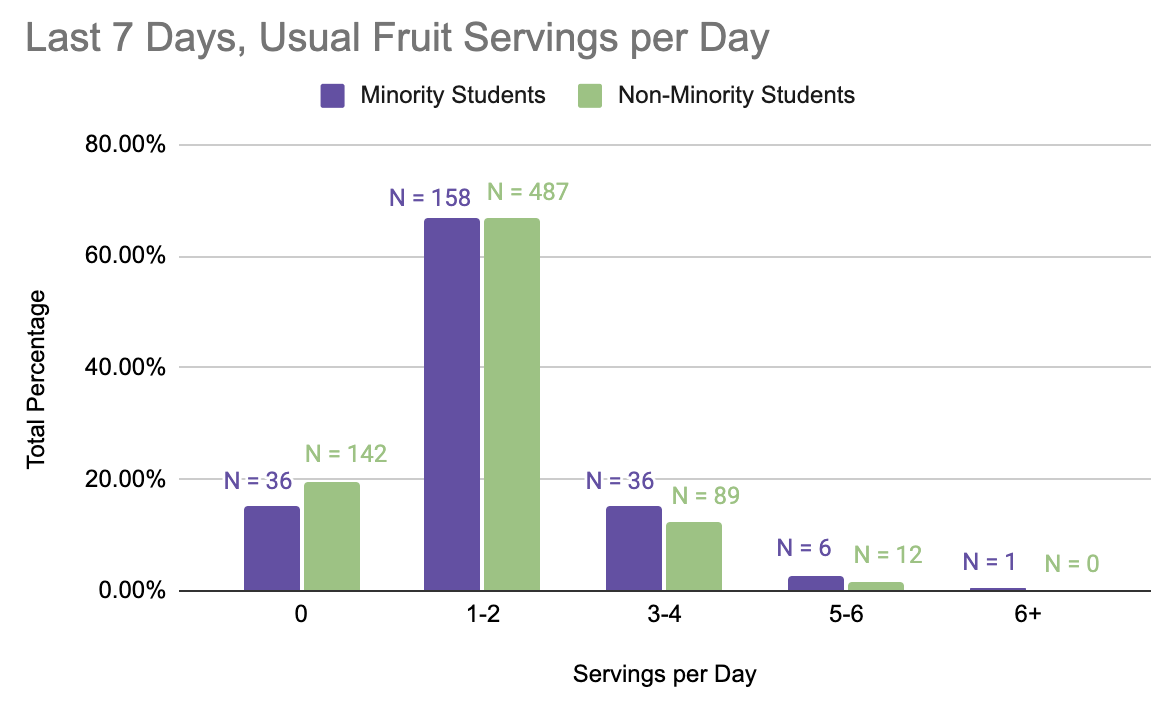 Last 7 Days, Usual Fruit Servings per Day
Minority Students Non-Minority Students
80.00%
N = 158 N = 487
60.00%
40.00%
N = 142
20.00% N = 36 N = 36
N = 89
N = 6 N = 12 N = 1 N = 0
0.00%
0 1-2 3-4 5-6 6+
Total Percentage
Servings per Day